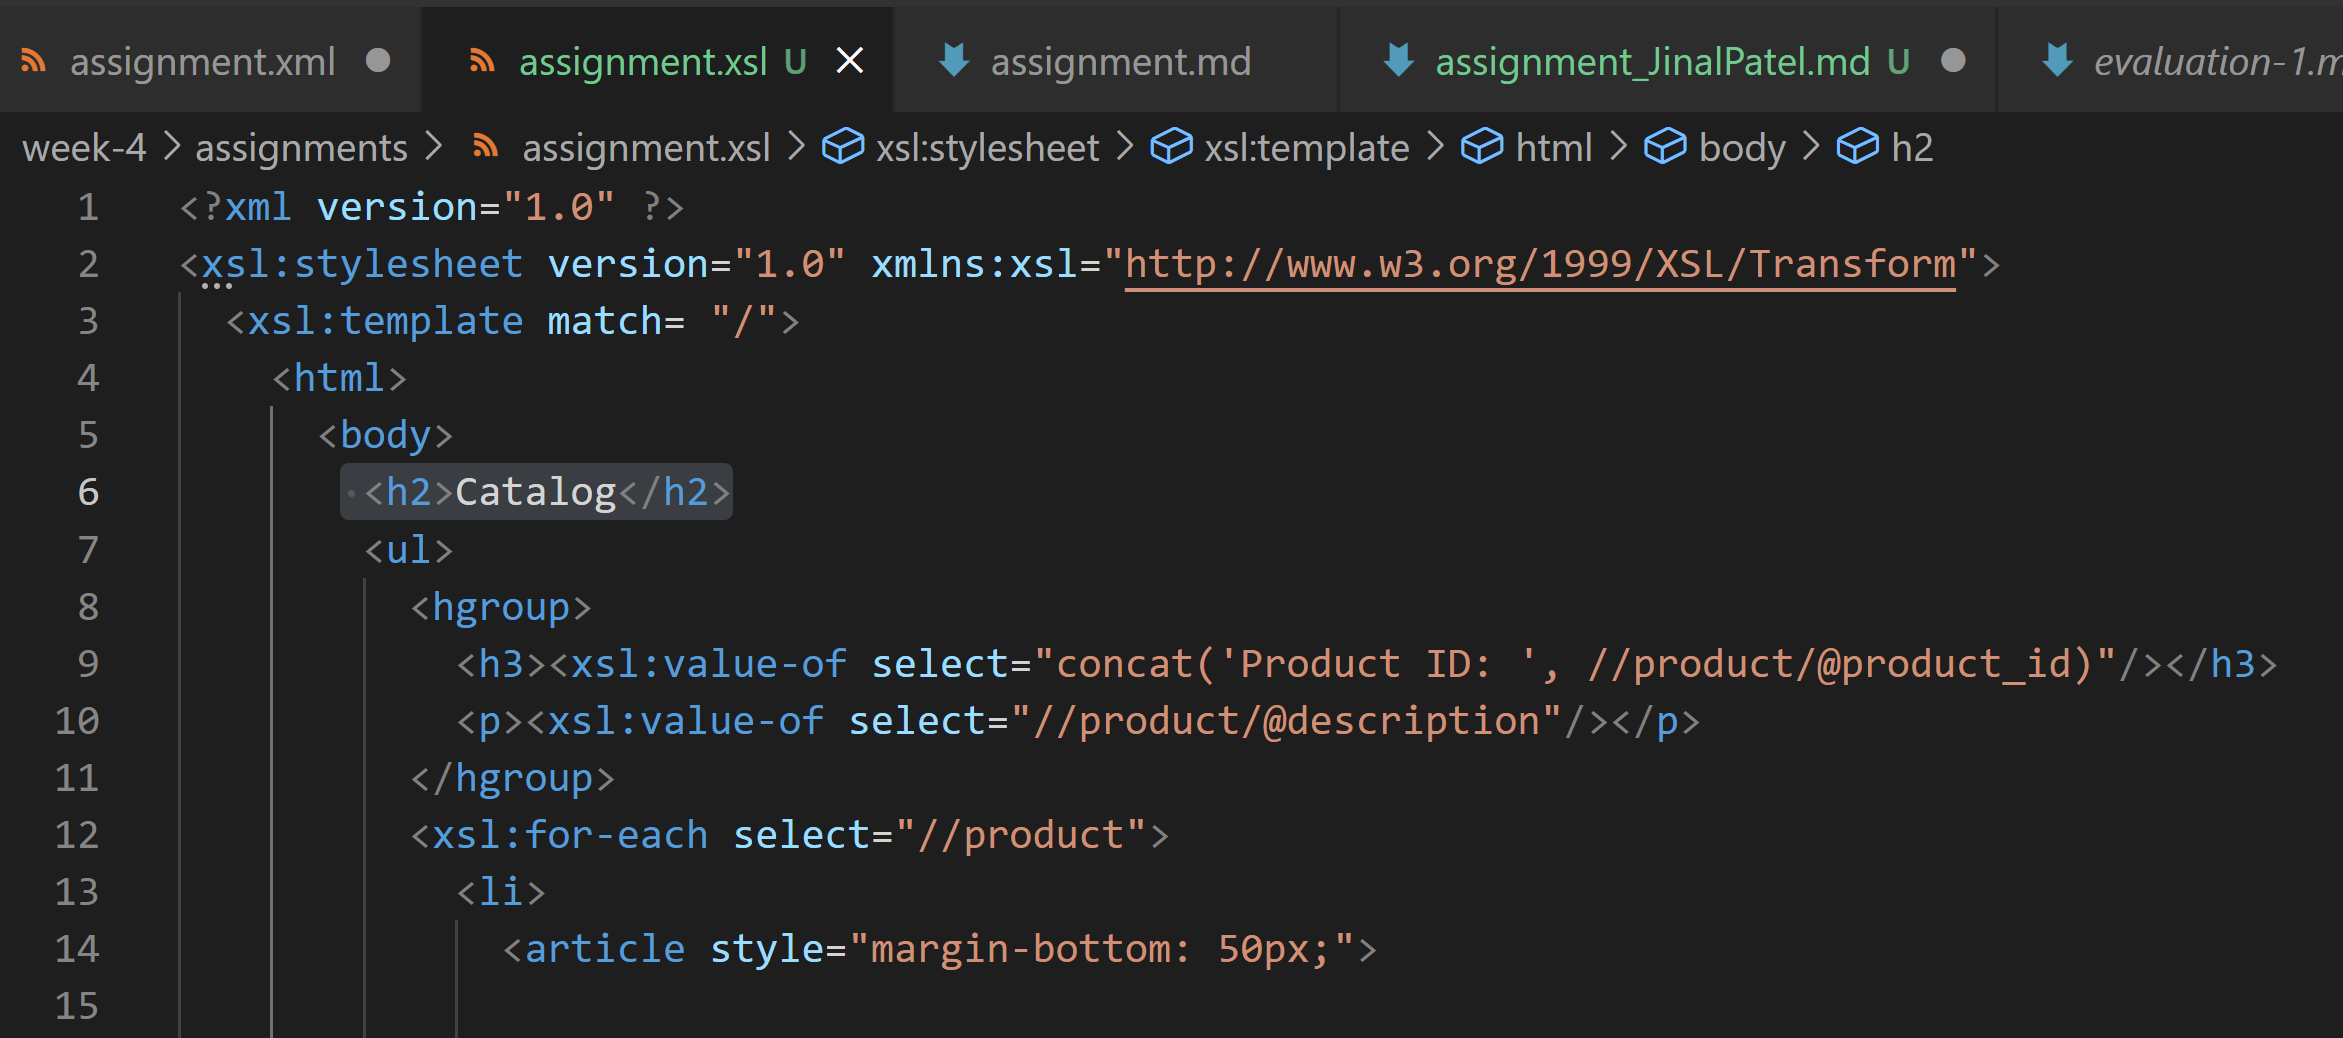 assignment.xml assignment.xsl U assignment.md assignment_JinalPatel.md U evaluation-1.m
week-4 > assignments > assignment.xsl > xsl:stylesheet > xsl:template > html > body > h2
1 <?xml version="1.0" ?>
2 <xsl:stylesheet version="1.0" xmlns:xsl="http://www.w3.org/1999/XSL/Transform">
3 <xsl:template match= "/">
4 <html>
5 <body>
6 <h2>Catalog</h2>
7 <ul>
8 <hgroup>
9 <h3><xsl:value-of select="concat('Product ID: ', //product/@product_id)"/></h3>
10 <p><xsl:value-of select="//product/@description"/></p>
11 </hgroup>
12 <xsl:for-each select="//product">
13 <li>
14 <article style="margin-bottom: 50px;">
15